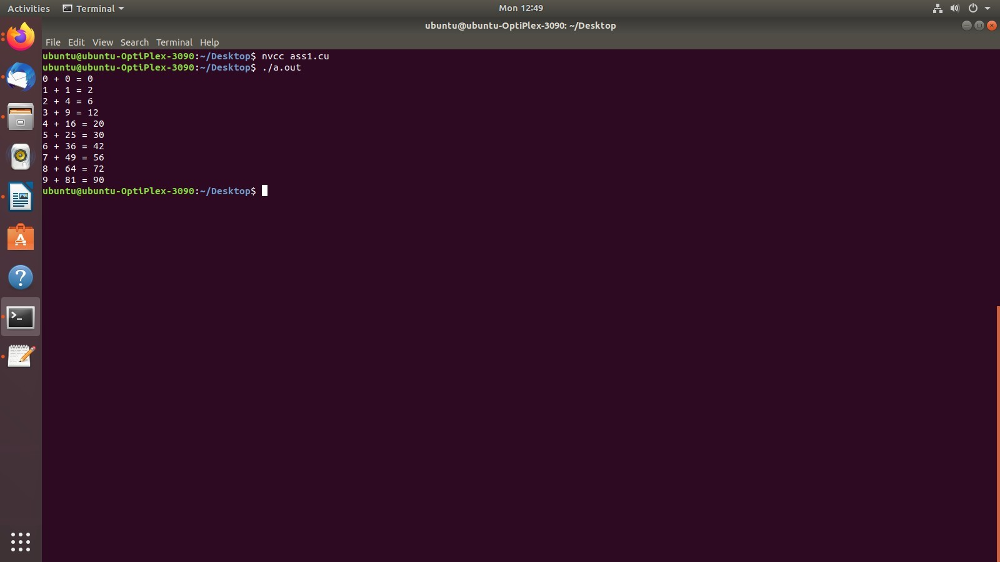 Activities Terminal Mon 12:49
ubuntu@ubuntu-OptiPlex-3090: ~/Desktop
File Edit View Search Terminal Help
ubuntu@ubuntu-OptiPlex-3090:~/Desktop$ nvcc ass1.cu
ubuntu@ubuntu-OptiPlex-3090:~/Desktop$ ./a.out
0 + 0 = 0
1 + 1 = 2
2 + 4 = 6
3 + 9 = 12
4 + 16 = 20
5 + 25 = 30
6 + 36 = 42
7 + 49 = 56
8 + 64 = 72
9 + 81 = 90
ubuntu@ubuntu-OptiPlex-3090:~/Desktop$